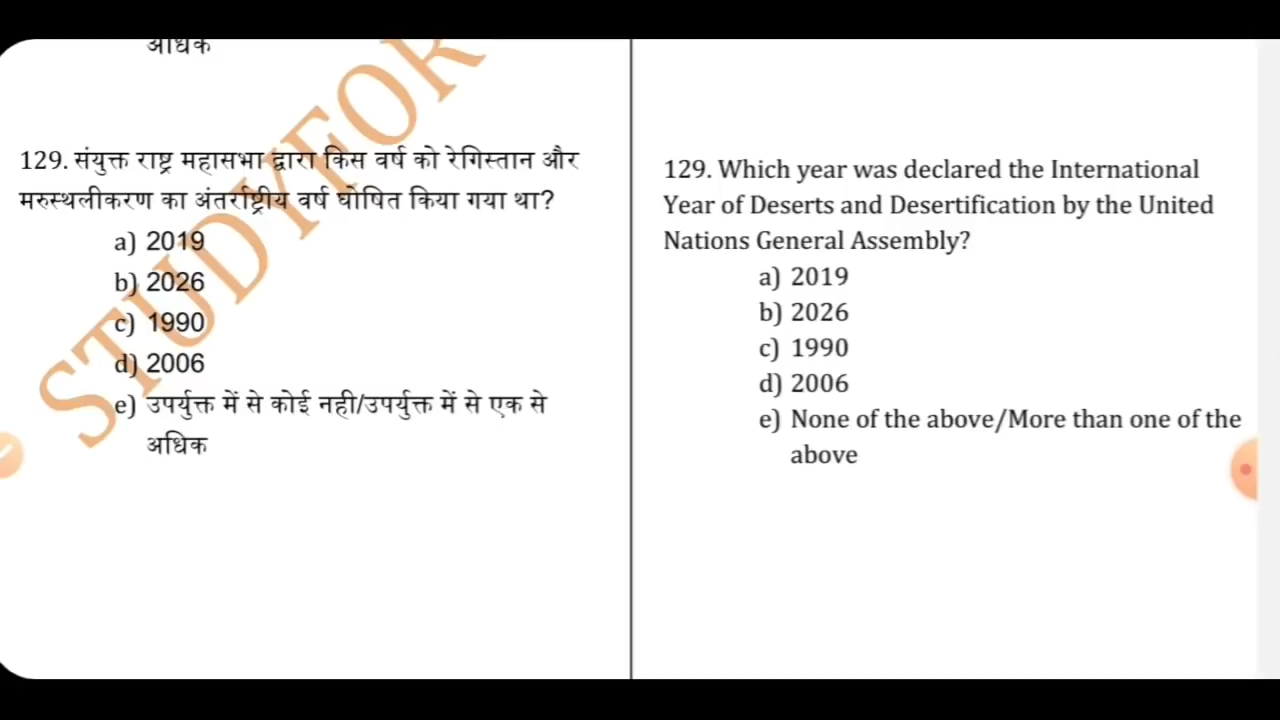 अधिक
129. संयुक्त राष्ट्र महासभा द्वारा किस वर्ष को रेगिस्तान और
मरुस्थलीकरण का अंतर्राष्ट्रीय वर्ष घोषित किया गया था?
a) 2019
b) 2026
c) 1990
d) 2006
e) उपर्युक्त में से कोई नही/उपर्युक्त में से एक से
अधिक
STUDYFOR
129. Which year was declared the International
Year of Deserts and Desertification by the United
Nations General Assembly?
a) 2019
b) 2026
c) 1990
d) 2006
e) None of the above/More than one of the
above